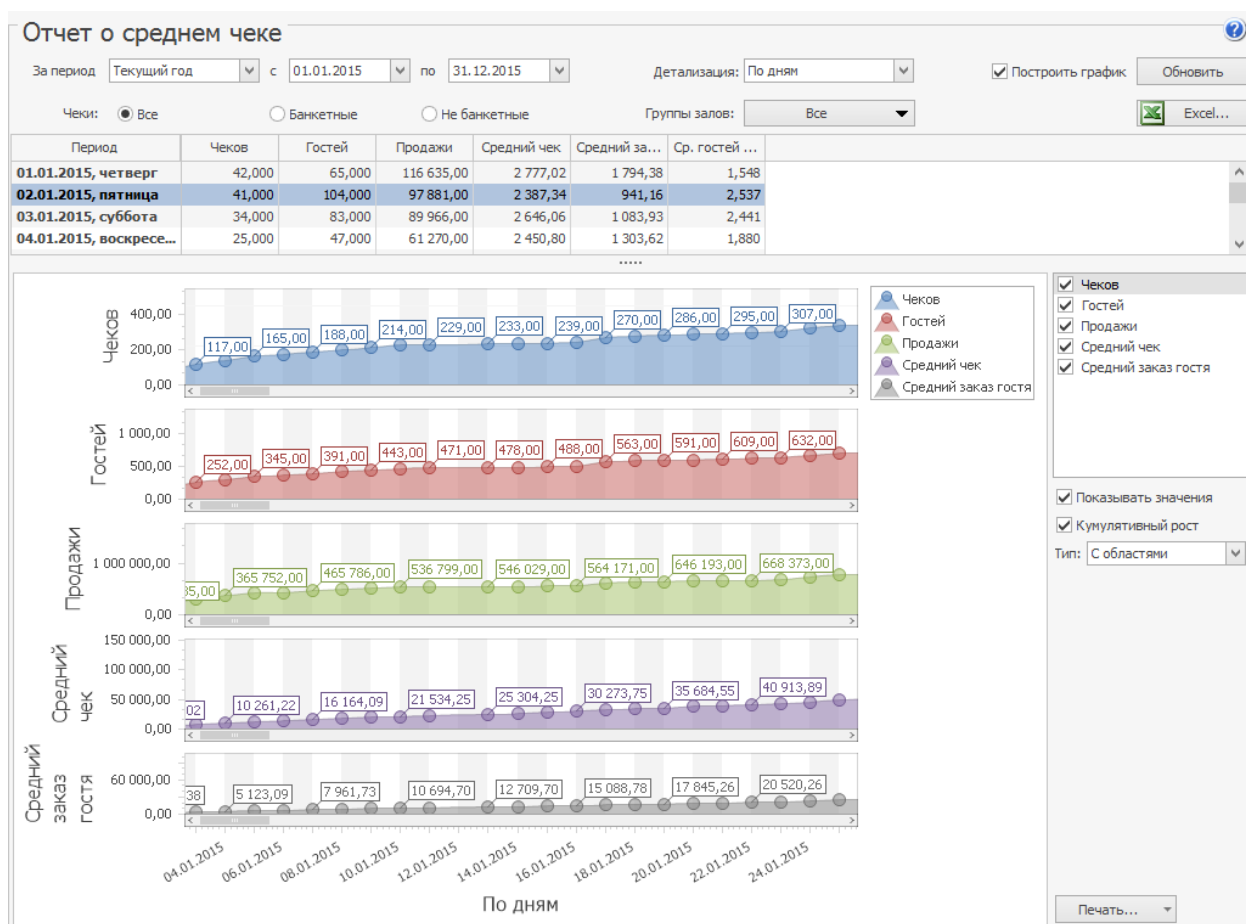 Отчет о среднем чеке
За период Текущий год с 01.01.2015 по 31.12.2015 Детализация: По дням Построить график Обновить
Чеки: Все Банкетные Не банкетные Группы залов: Все Excel...
Период Чеков Гостей Продажи Средний чек Средний за... Ср. гостей ...
01.01.2015, четверг 42,000 65,000 116 635,00 2 777,02 1 794,38 1,548
02.01.2015, пятница 41,000 104,000 97 881,00 2 387,34 941,16 2,537
03.01.2015, суббота 34,000 83,000 89 966,00 2 646,06 1 083,93 2,441
04.01.2015, воскресе... 25,000 47,000 61 270,00 2 450,80 1 303,62 1,880
Чеков
400,00
200,00
0,00
117,00 165,00 188,00 214,00 229,00 233,00 239,00 270,00 286,00 295,00 307,00
Гостей
1 000,00
500,00
0,00
252,00 345,00 391,00 443,00 471,00 478,00 488,00 563,00 591,00 609,00 632,00
Продажи
1 000 000,00
0,00
35,00 365 752,00 465 786,00 536 799,00 546 029,00 564 171,00 646 193,00 668 373,00
Средний
чек
150 000,00
100 000,00
50 000,00
0,00
02 10 261,22 16 164,09 21 534,25 25 304,25 30 273,75 35 684,55 40 913,89
Средний
заказ
гостя
60 000,00
0,00
38 5 123,09 7 961,73 10 694,70 12 709,70 15 088,78 17 845,26 20 520,26
04.01.2015 06.01.2015 08.01.2015 10.01.2015 12.01.2015 14.01.2015 16.01.2015 18.01.2015 20.01.2015 22.01.2015 24.01.2015
По дням
Чеков
Гостей
Продажи
Средний чек
Средний заказ гостя
Чеков
Гостей
Продажи
Средний чек
Средний заказ гостя
Показывать значения
Кумулятивный рост
Тип: С областями
Печать...